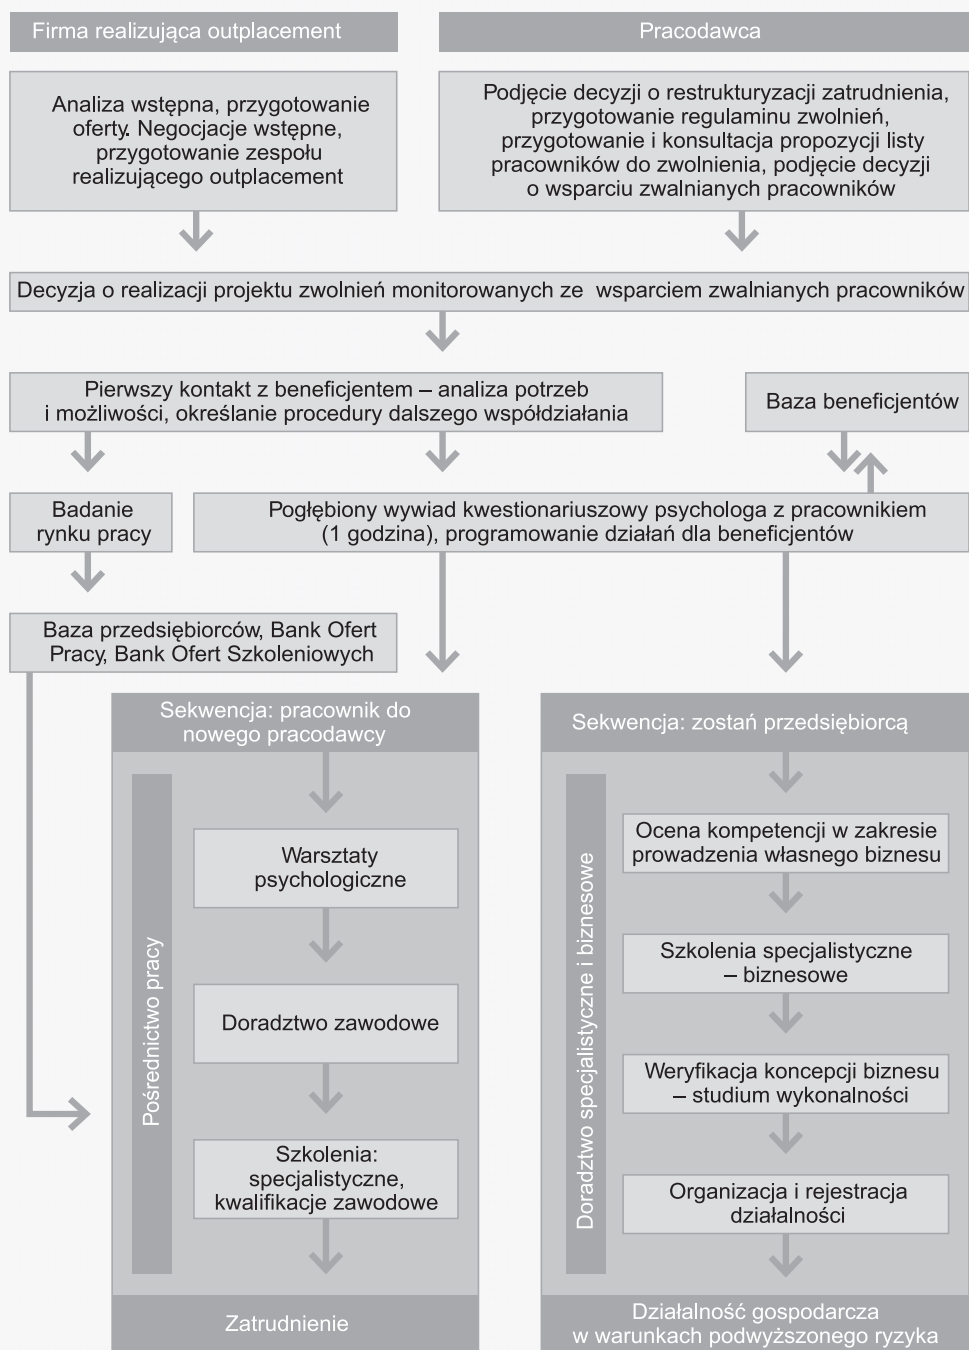 Firma realizująca outplacement
Pracodawca
Analiza wstępna, przygotowanie
oferty. Negocjacje wstępne,
przygotowanie zespołu
realizującego outplacement
Podjęcie decyzji o restrukturyzacji zatrudnienia,
przygotowanie regulaminu zwolnień,
przygotowanie i konsultacja propozycji listy
pracowników do zwolnienia, podjęcie decyzji
o wsparciu zwalnianych pracowników
Decyzja o realizacji projektu zwolnień monitorowanych ze wsparciem zwalnianych pracowników
Pierwszy kontakt z beneficjentem – analiza potrzeb
i możliwości, określanie procedury dalszego współdziałania
Baza beneficjentów
Badanie
rynku pracy
Pogłębiony wywiad kwestionariuszowy psychologa z pracownikiem
(1 godzina), programowanie działań dla beneficjentów
Baza przedsiębiorców, Bank Ofert
Pracy, Bank Ofert Szkoleniowych
Sekwencja: pracownik do
nowego pracodawcy
Pośrednictwo pracy
Warsztaty
psychologiczne
Doradztwo zawodowe
Szkolenia:
specjalistyczne,
kwalifikacje zawodowe
Zatrudnienie
Sekwencja: zostań przedsiębiorcą
Doradztwo specjalistyczne i biznesowe
Ocena kompetencji w zakresie
prowadzenia własnego biznesu
Szkolenia specjalistyczne
– biznesowe
Weryfikacja koncepcji biznesu
– studium wykonalności
Organizacja i rejestracja
działalności
Działalność gospodarcza
w warunkach podwyższonego ryzyka